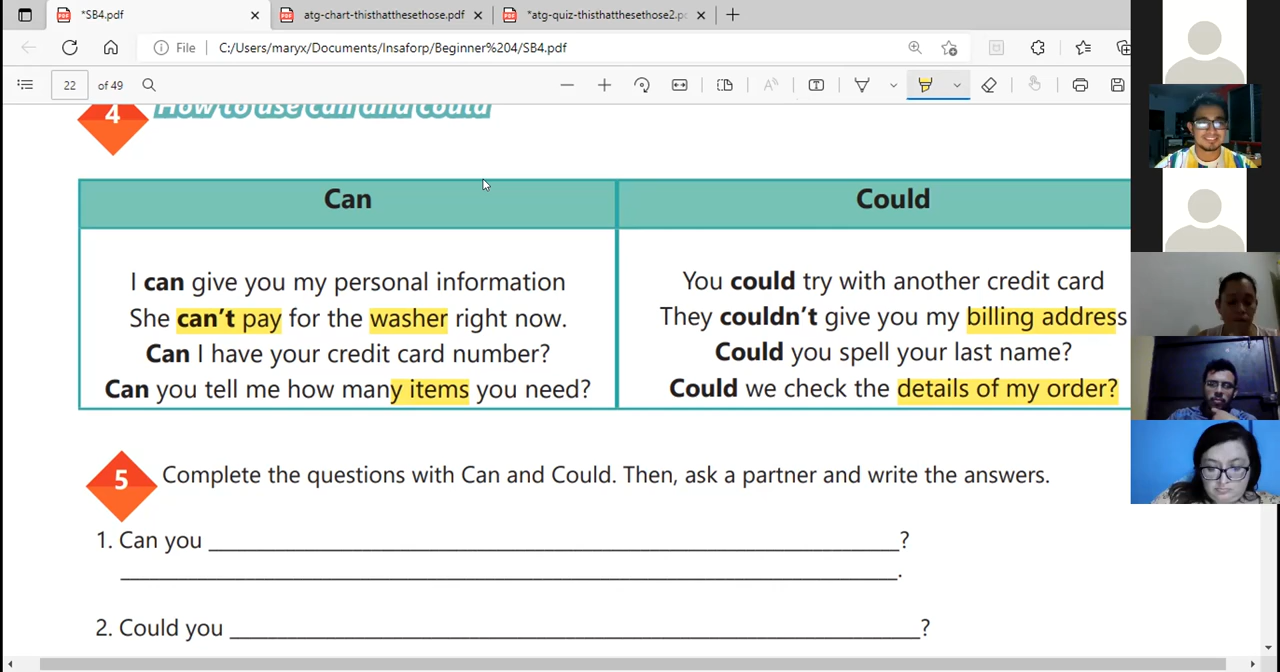 *SB4.pdf
atg-chart-thisthatthesethose.pdf
*atg-quiz-thisthatthesethose2.pc
File
C:/Users/maryx/Documents/Insaforp/Beginner%204/SB4.pdf
22 of 49
4 How to use can and could
Can
Could
I can give you my personal information
She can't pay for the washer right now.
Can I have your credit card number?
Can you tell me how many items you need?
You could try with another credit card
They couldn't give you my billing address
Could you spell your last name?
Could we check the details of my order?
5 Complete the questions with Can and Could. Then, ask a partner and write the answers.
1. Can you ______________________________?
______________________________.
2. Could you ______________________________?